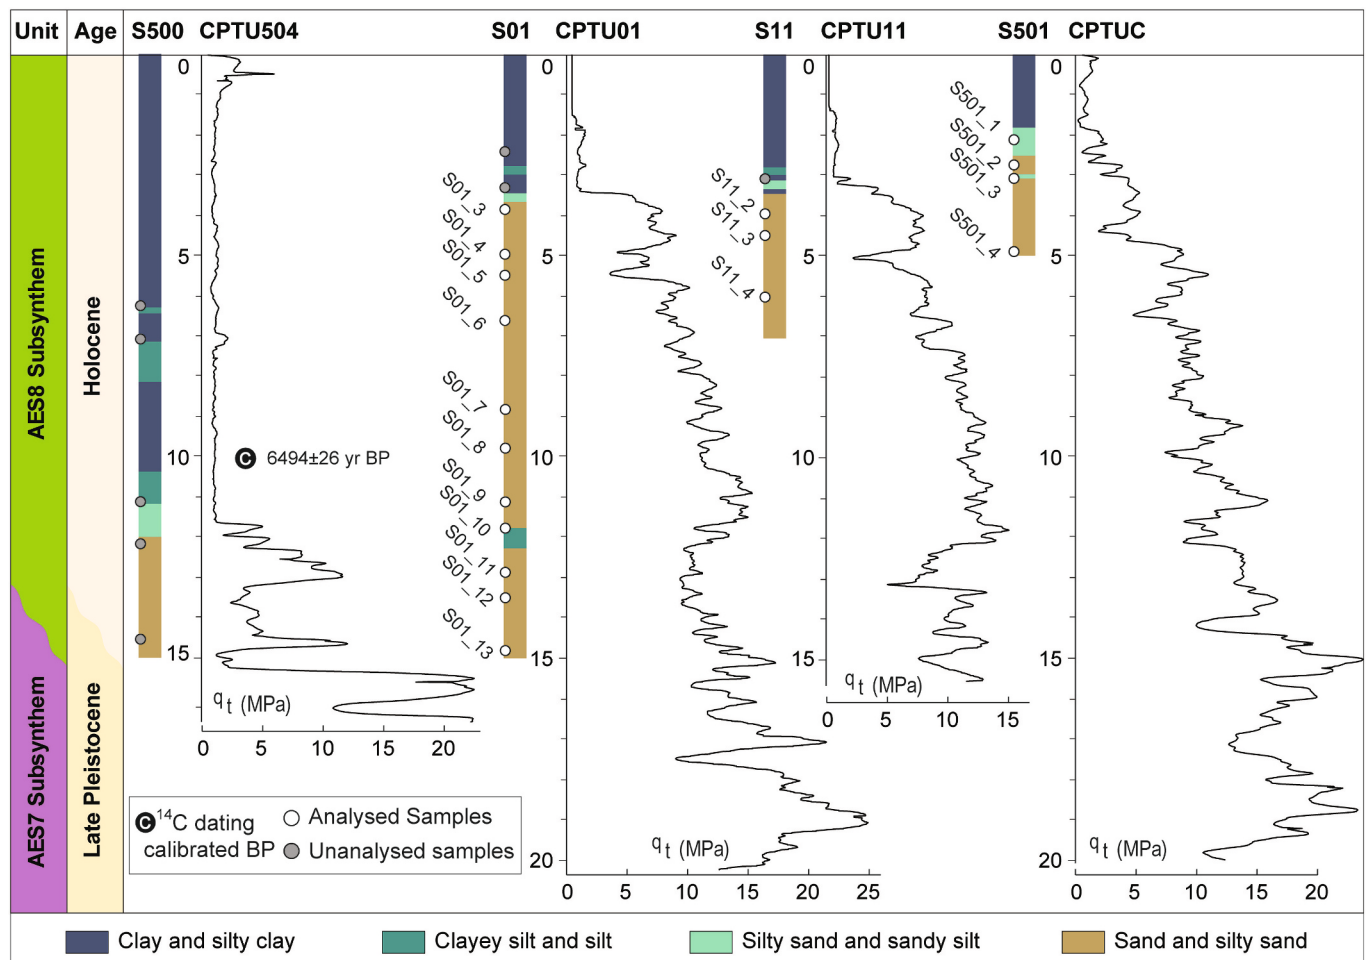 Unit Age S500 CPTU504 S01 CPTU01 S11 CPTU11 S501 CPTUC
AES8 Subsynthem
AES7 Subsynthem
Holocene
Late Pleistocene
0
5
10
15
C 6494±26 yr BP
q t (MPa)
0 5 10 15 20
S01_3
S01_4
S01_5
S01_6
S01_7
S01_8
S01_9
S01_10
S01_11
S01_12
S01_13
0
5
10
15
20
q t (MPa)
0 5 10 15 20 25
S11_2
S11_3
S11_4
0
5
10
15
q t (MPa)
0 5 10 15
S501_1
S501_2
S501_3
S501_4
0
5
10
15
20
q t (MPa)
0 5 10 15 20
C 14C dating
calibrated BP
Analysed Samples
Unanalysed samples
Clay and silty clay
Clayey silt and silt
Silty sand and sandy silt
Sand and silty sand